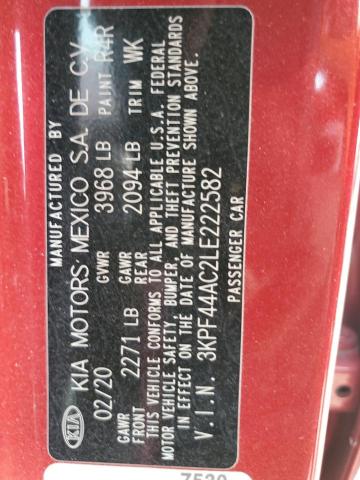 MANUFACTURED BY
KIA KIA MOTORS MEXICO S.A. DE C.V.
02/20 GVWR 3968 LB PAINT R4R
GAWR FRONT 2271 LB GAWR REAR 2094 LB TRIM WK
THIS VEHICLE CONFORMS TO ALL APPLICABLE U.S.A. FEDERAL
MOTOR VEHICLE SAFETY, BUMPER, AND THEFT PREVENTION STANDARDS
IN EFFECT ON THE DATE OF MANUFACTURE SHOWN ABOVE.
V.I.N. 3KPF44AC2LE222582
PASSENGER CAR